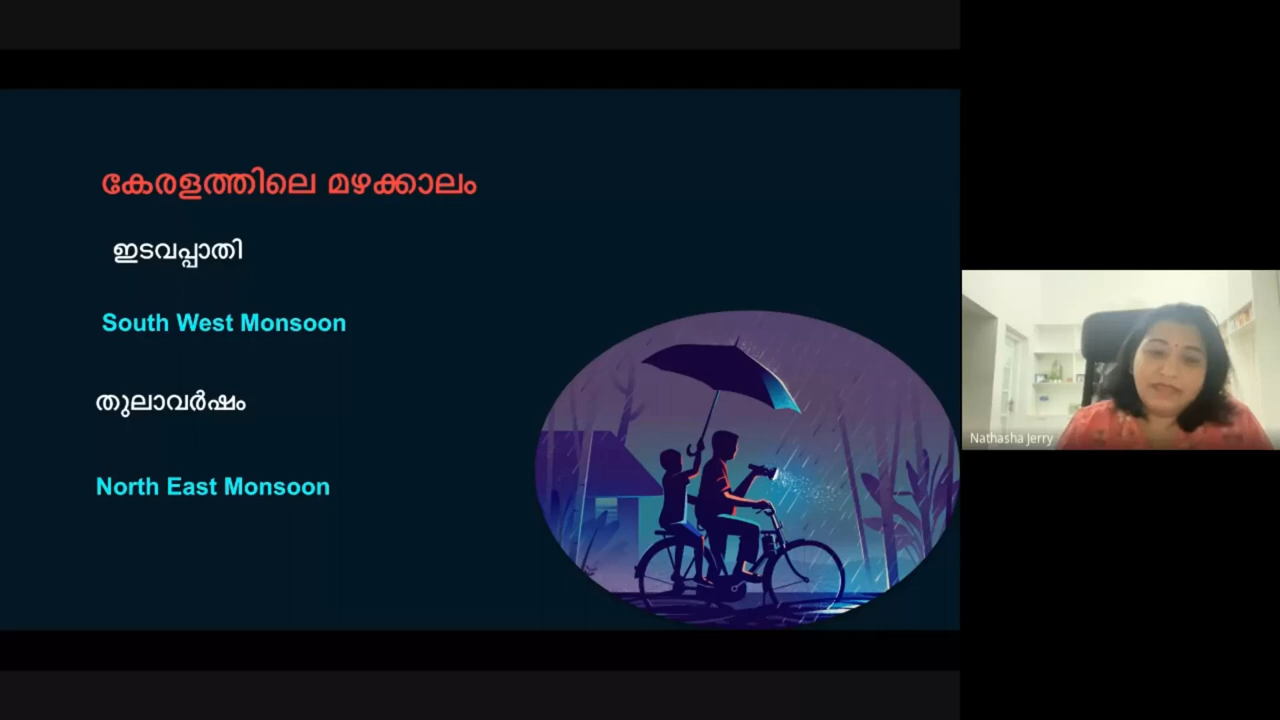 കേരളത്തിലെ മഴക്കാലം
ഇടവപ്പാതി
South West Monsoon
തുലാവർഷം
North East Monsoon
Nathasha Jerry